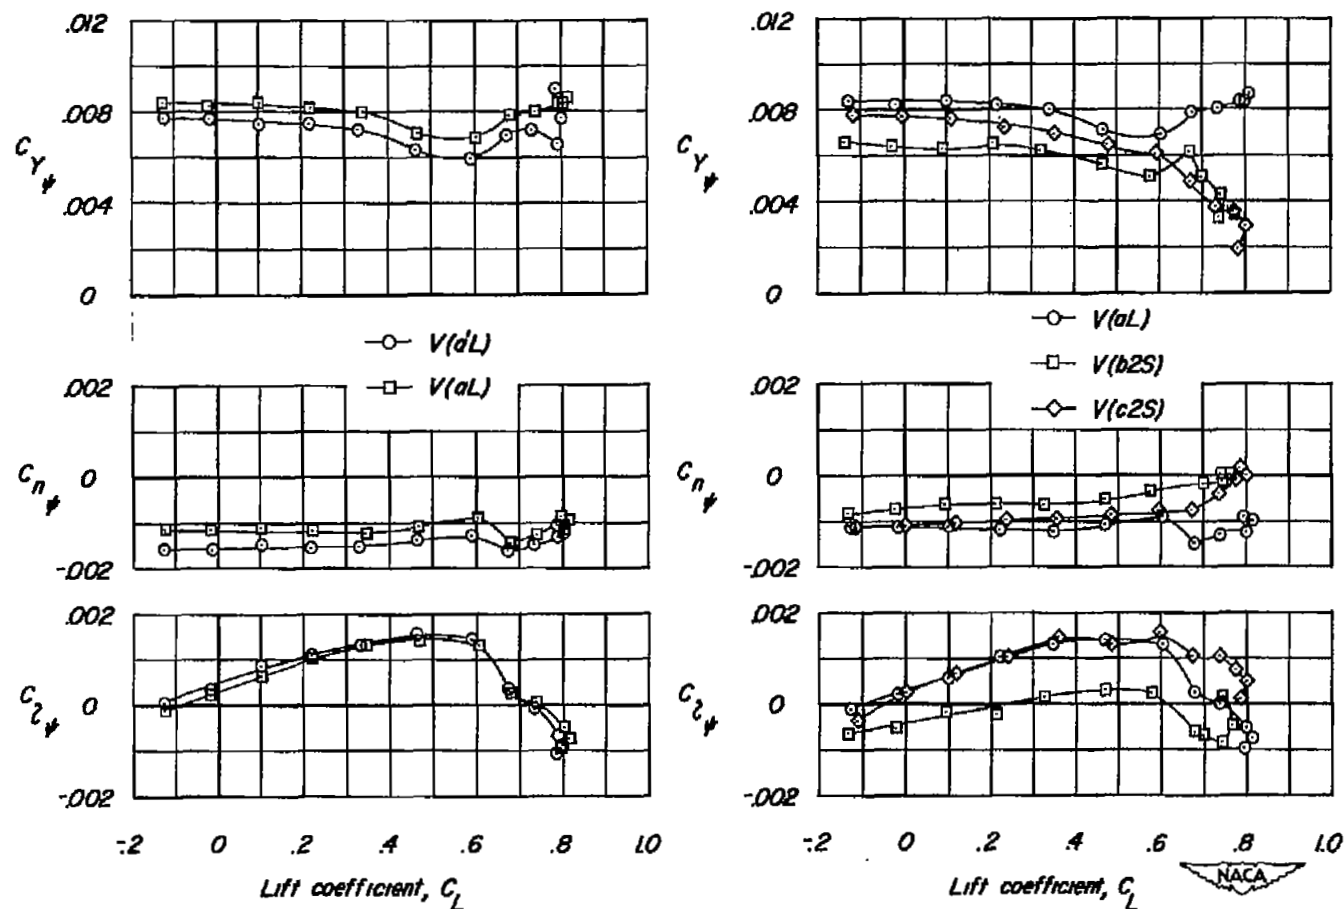 .012
.008
.004
0
C_Yψ
V(d'L)
V(aL)
.002
0
-.002
C_nψ
.002
0
-.002
C_lψ
-.2 0 .2 .4 .6 .8 1.0
Lift coefficient, C_L
.012
.008
.004
0
C_Yψ
V(aL)
V(b2S)
V(c2S)
.002
0
-.002
C_nψ
.002
0
-.002
C_lψ
-.2 0 .2 .4 .6 .8 1.0
Lift coefficient, C_L
NACA